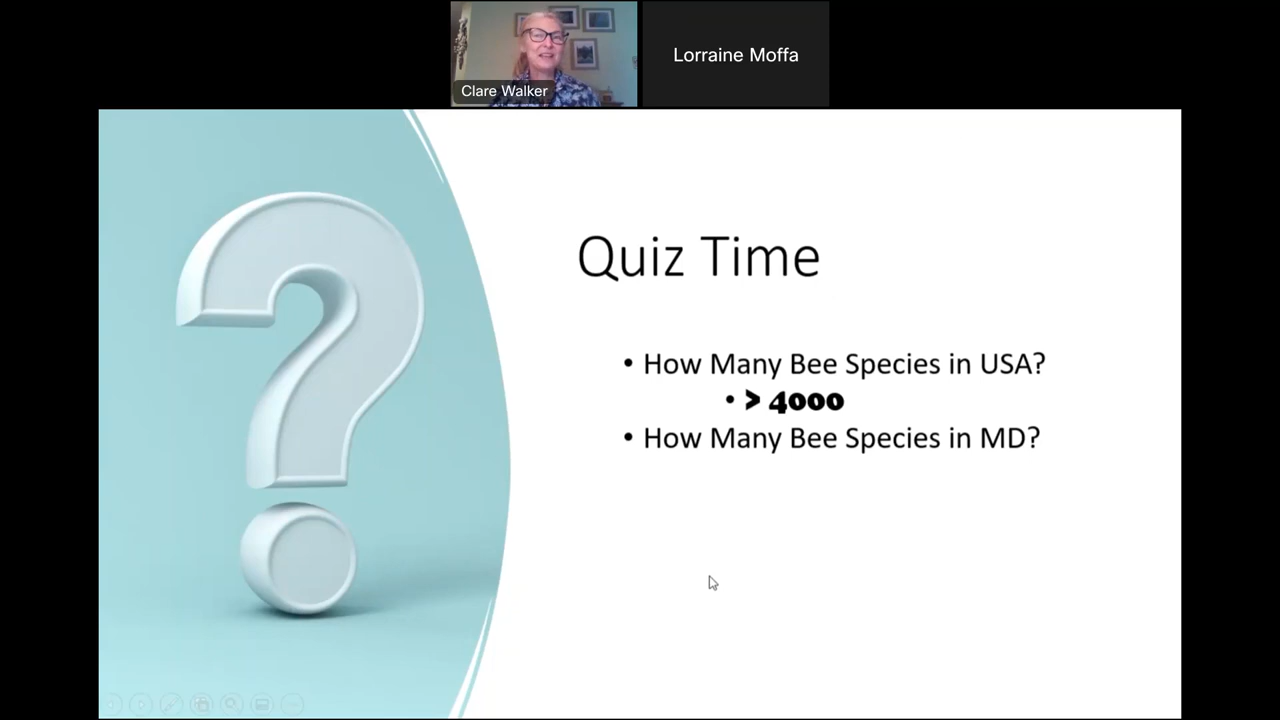 Clare Walker
Lorraine Moffa
Quiz Time
• How Many Bee Species in USA?
• > 4000
• How Many Bee Species in MD?